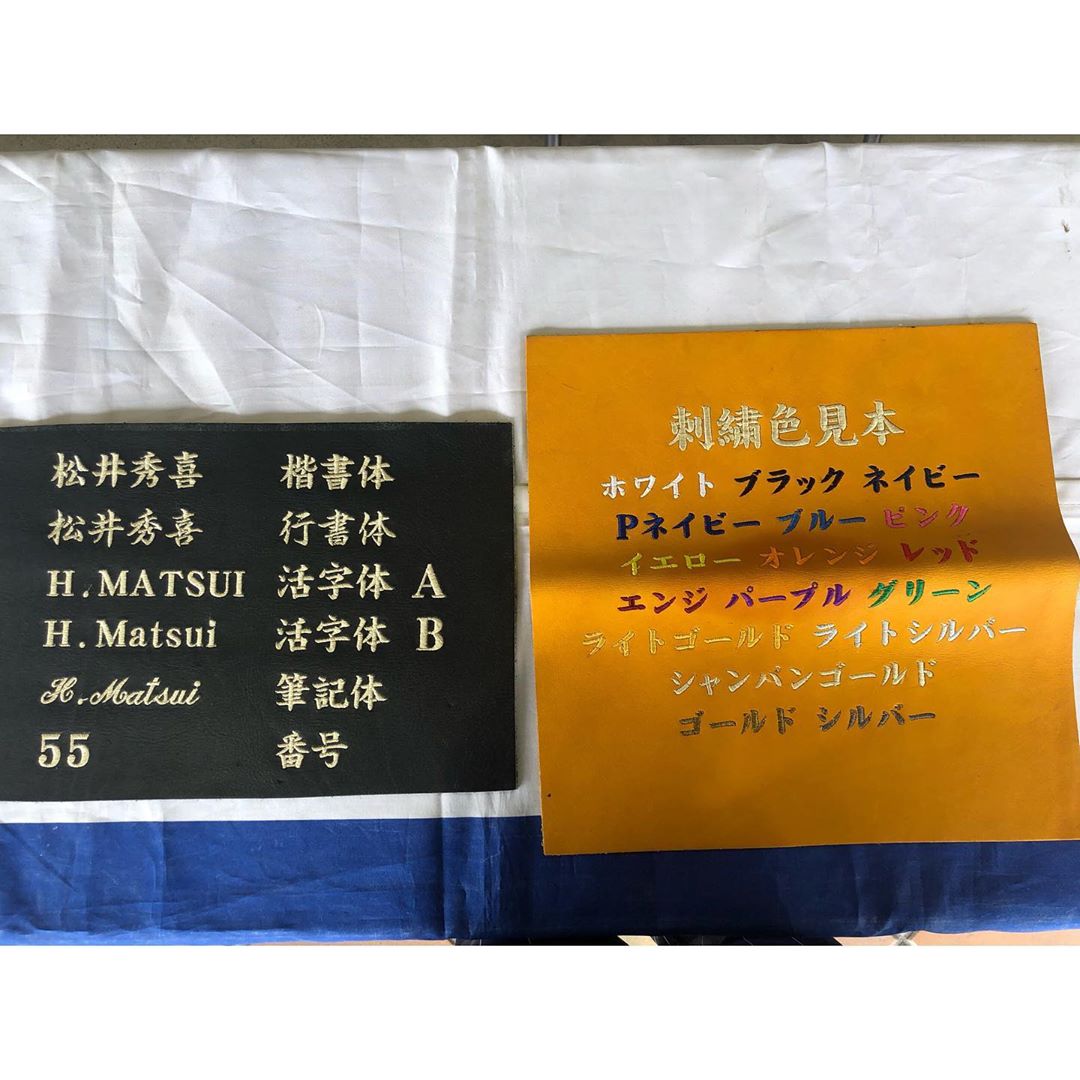 松井秀喜 楷書体
松井秀喜 行書体
H.MATSUI 活字体 A
H.Matsui 活字体 B
H.Matsui 筆記体
55 番号
刺繍色見本
ホワイト ブラック ネイビー
Pネイビー ブルー ピンク
イエロー オレンジ レッド
エンジ パープル グリーン
ライトゴールド ライトシルバー
シャンパンゴールド
ゴールド シルバー